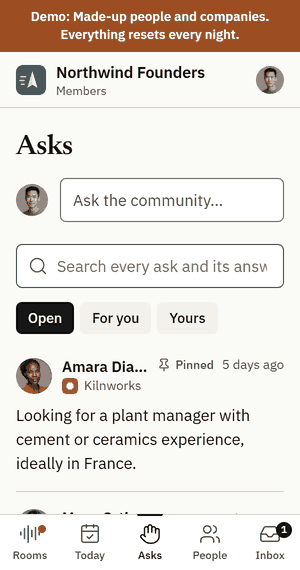 Demo: Made-up people and companies.
Everything resets every night.
Northwind Founders
Members
Asks
Ask the community...
Search every ask and its answ
Open
For you
Yours
Amara Dia...
Pinned
5 days ago
Kilnworks
Looking for a plant manager with
cement or ceramics experience,
ideally in France.
1
Rooms
Today
Asks
People
Inbox